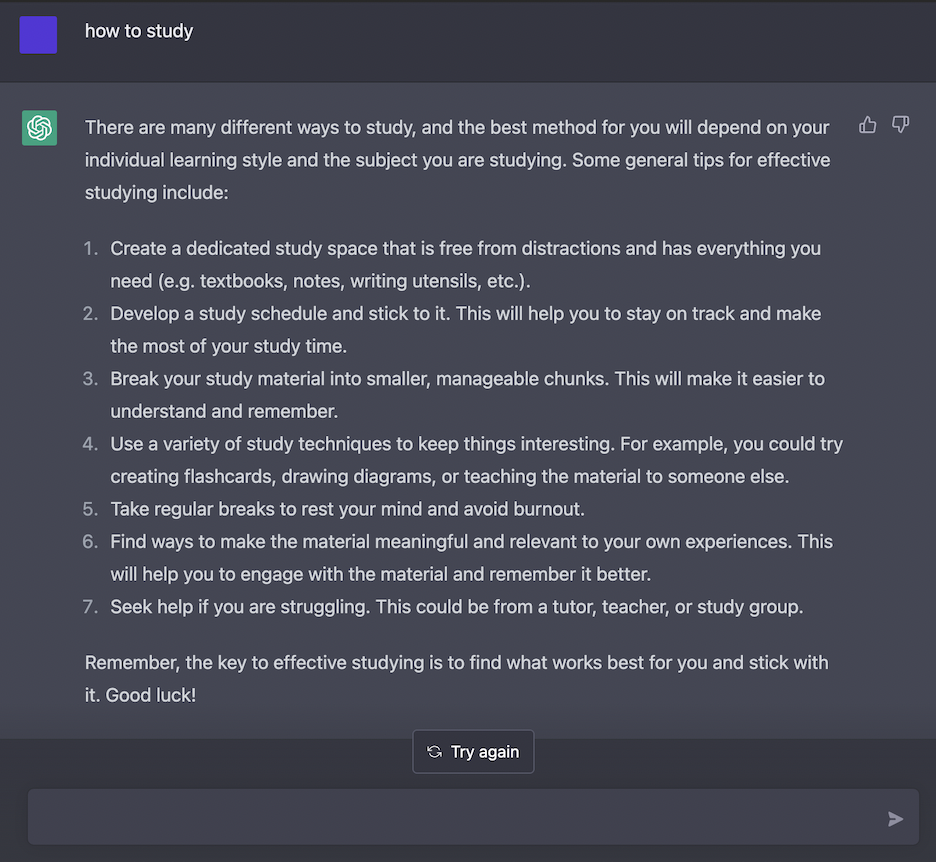 how to study
There are many different ways to study, and the best method for you will depend on your
individual learning style and the subject you are studying. Some general tips for effective
studying include:
1. Create a dedicated study space that is free from distractions and has everything you
need (e.g. textbooks, notes, writing utensils, etc.).
2. Develop a study schedule and stick to it. This will help you to stay on track and make
the most of your study time.
3. Break your study material into smaller, manageable chunks. This will make it easier to
understand and remember.
4. Use a variety of study techniques to keep things interesting. For example, you could try
creating flashcards, drawing diagrams, or teaching the material to someone else.
5. Take regular breaks to rest your mind and avoid burnout.
6. Find ways to make the material meaningful and relevant to your own experiences. This
will help you to engage with the material and remember it better.
7. Seek help if you are struggling. This could be from a tutor, teacher, or study group.
Remember, the key to effective studying is to find what works best for you and stick with
it. Good luck!
Try again